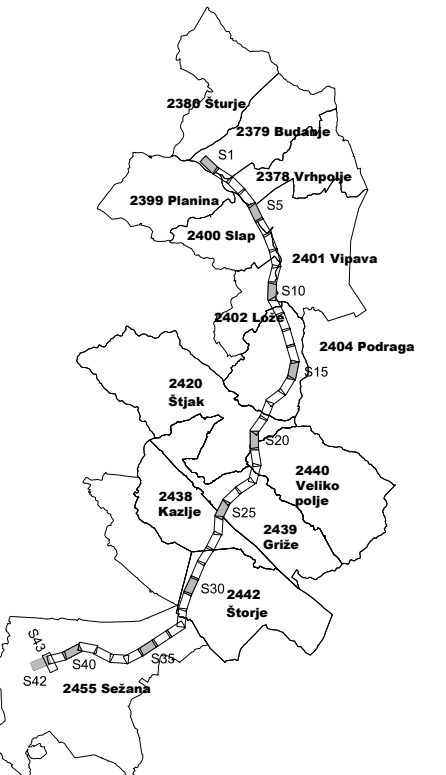 2380 Šturje
2379 Budanje
S1
2378 Vrhpolje
2399 Planina
S5
2400 Slap
2401 Vipava
S10
2402 Lože
2404 Podraga
S15
2420
Štjak
S20
2440
Veliko
polje
2438
Kazlje
S25
2439
Griže
S30
2442
Štorje
S43
S35
S40
S42
2455 Sežana